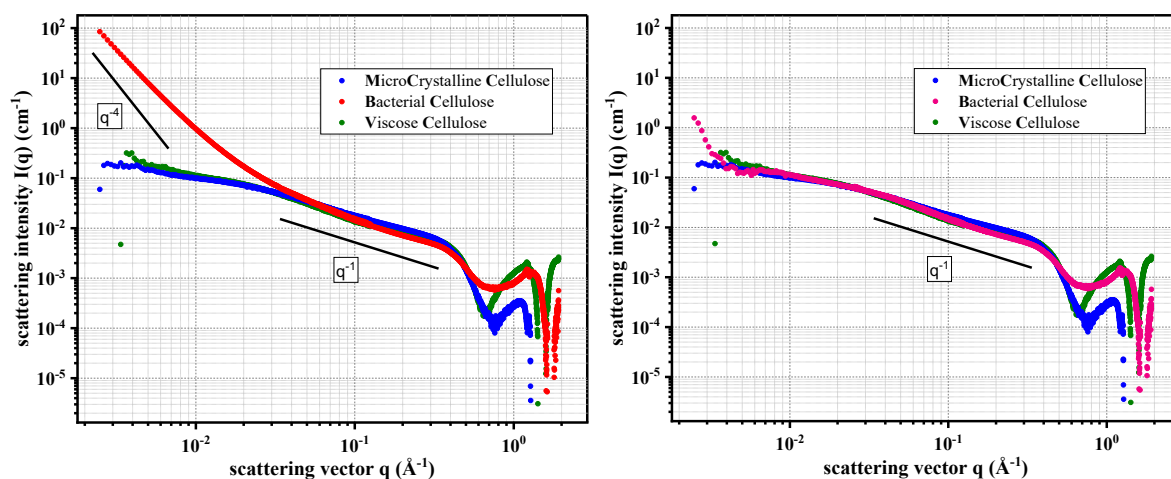 scattering intensity I(q) (cm⁻¹)
10²
10¹
10⁰
10⁻¹
10⁻²
10⁻³
10⁻⁴
10⁻⁵
MicroCrystalline Cellulose
Bacterial Cellulose
Viscose Cellulose
q⁻⁴
q⁻¹
10⁻² 10⁻¹ 10⁰
scattering vector q (Å⁻¹)
scattering intensity I(q) (cm⁻¹)
10²
10¹
10⁰
10⁻¹
10⁻²
10⁻³
10⁻⁴
10⁻⁵
MicroCrystalline Cellulose
Bacterial Cellulose
Viscose Cellulose
q⁻¹
10⁻² 10⁻¹ 10⁰
scattering vector q (Å⁻¹)